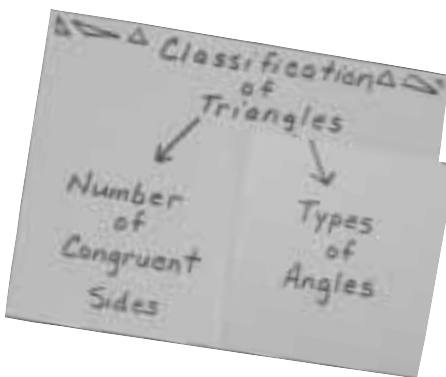 Classification
of
Triangles
Number
of
Congruent
Sides
Types
of
Angles